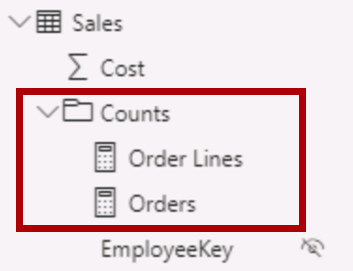 Sales
Cost
Counts
Order Lines
Orders
EmployeeKey